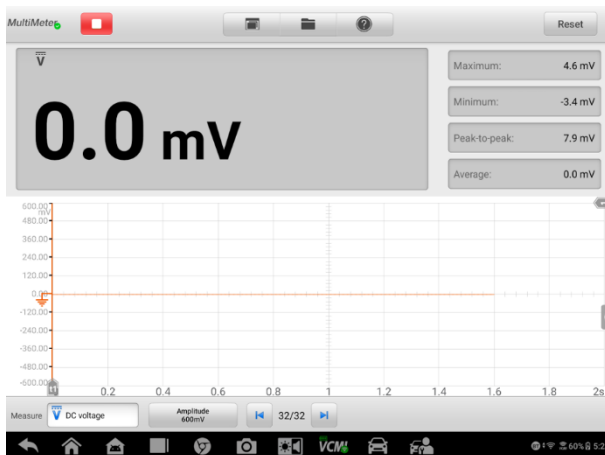 MultiMeter
Reset
V
0.0 mV
Maximum: 4.6 mV
Minimum: -3.4 mV
Peak-to-peak: 7.9 mV
Average: 0.0 mV
600.00
mV
480.00
360.00
240.00
120.00
0.00
-120.00
-240.00
-360.00
-480.00
-600.00
0.2 0.4 0.6 0.8 1 1.2 1.4 1.6 1.8 2s
Measure V DC voltage
Amplitude
600mV
32/32
VCMI
60% 5:2